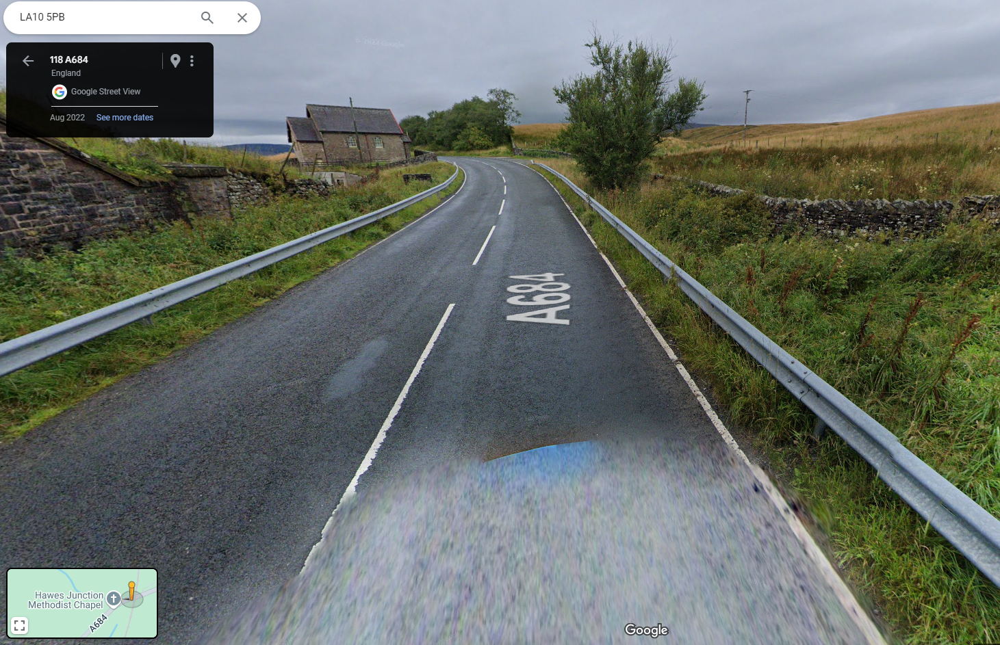 LA10 5PB
118 A684
England
Google Street View
Aug 2022 See more dates
A684
Hawes Junction
Methodist Chapel
A684
Google